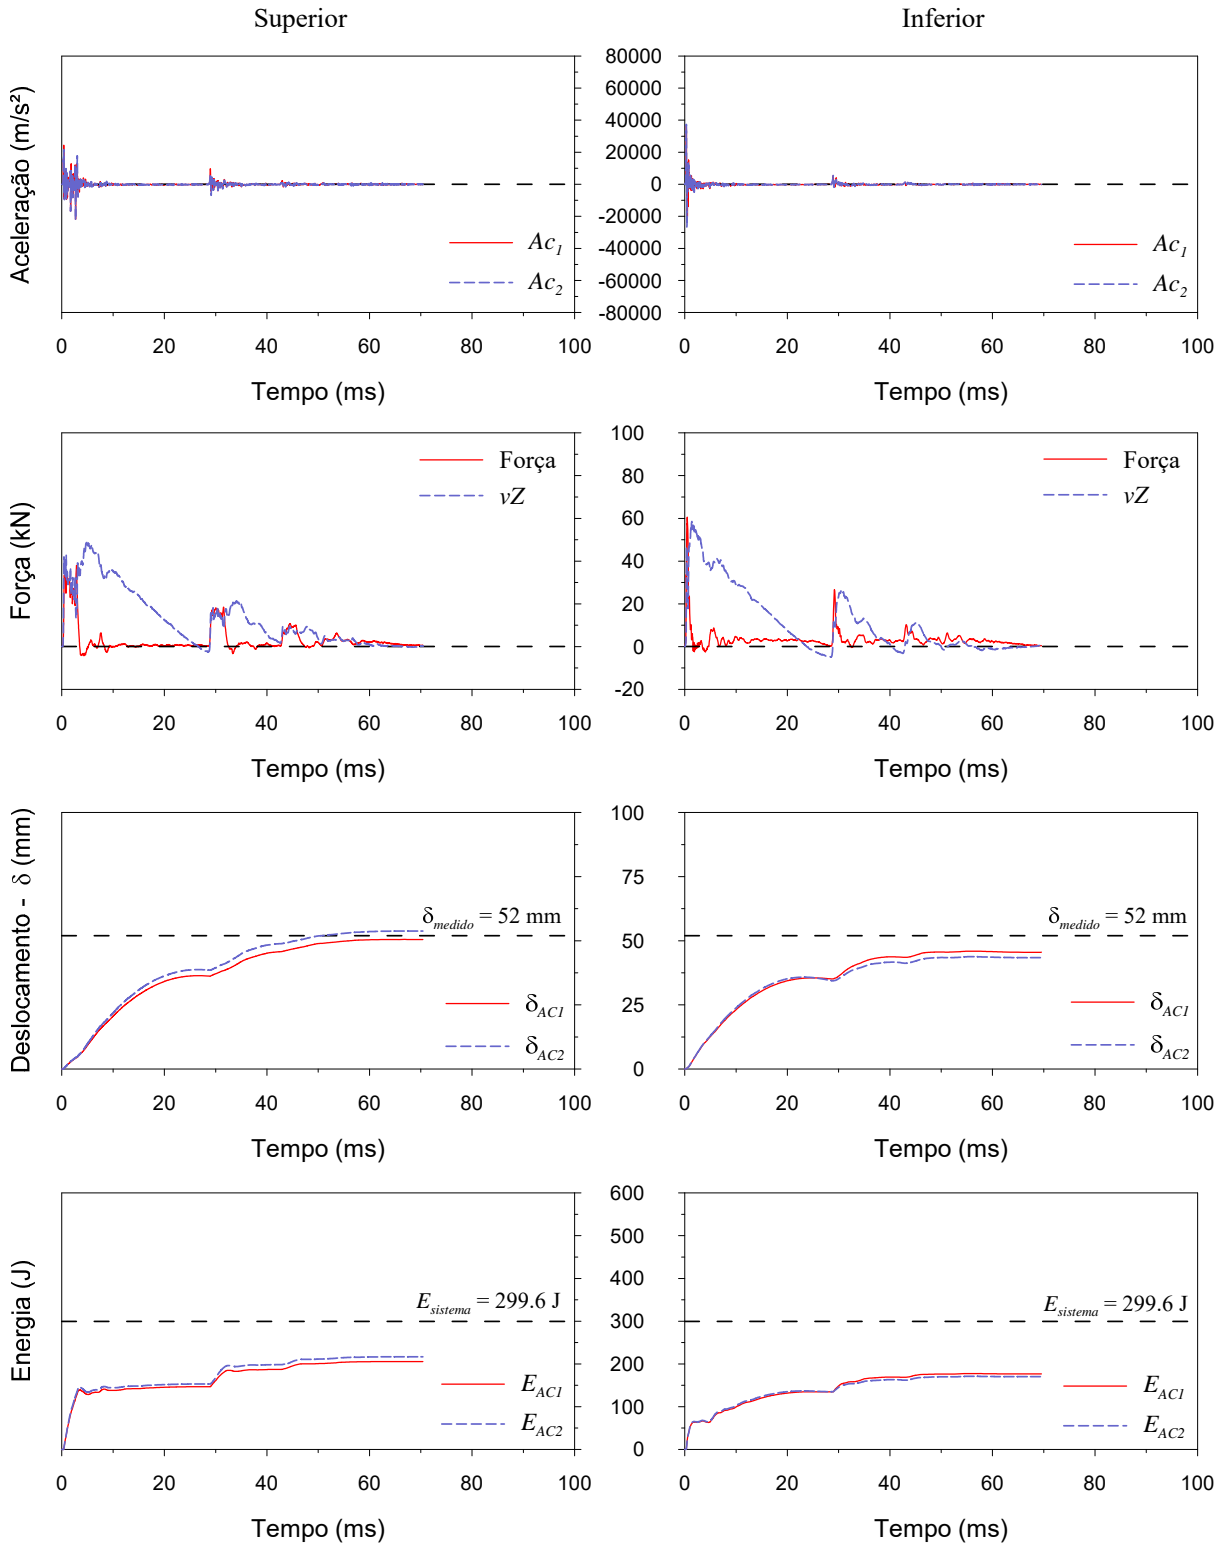 Superior
Inferior
Aceleração (m/s²)
80000
60000
40000
20000
0
-20000
-40000
-60000
-80000
Ac1
Ac2
Ac1
Ac2
0 20 40 60 80 100
0 20 40 60 80 100
Tempo (ms)
Tempo (ms)
Força (kN)
100
80
60
40
20
0
-20
Força
vZ
Força
vZ
0 20 40 60 80 100
0 20 40 60 80 100
Tempo (ms)
Tempo (ms)
Deslocamento - δ (mm)
100
75
50
25
0
δmedido = 52 mm
δAC1
δAC2
δmedido = 52 mm
δAC1
δAC2
0 20 40 60 80 100
0 20 40 60 80 100
Tempo (ms)
Tempo (ms)
Energia (J)
600
500
400
300
200
100
0
Esistema = 299.6 J
EAC1
EAC2
Esistema = 299.6 J
EAC1
EAC2
0 20 40 60 80 100
0 20 40 60 80 100
Tempo (ms)
Tempo (ms)